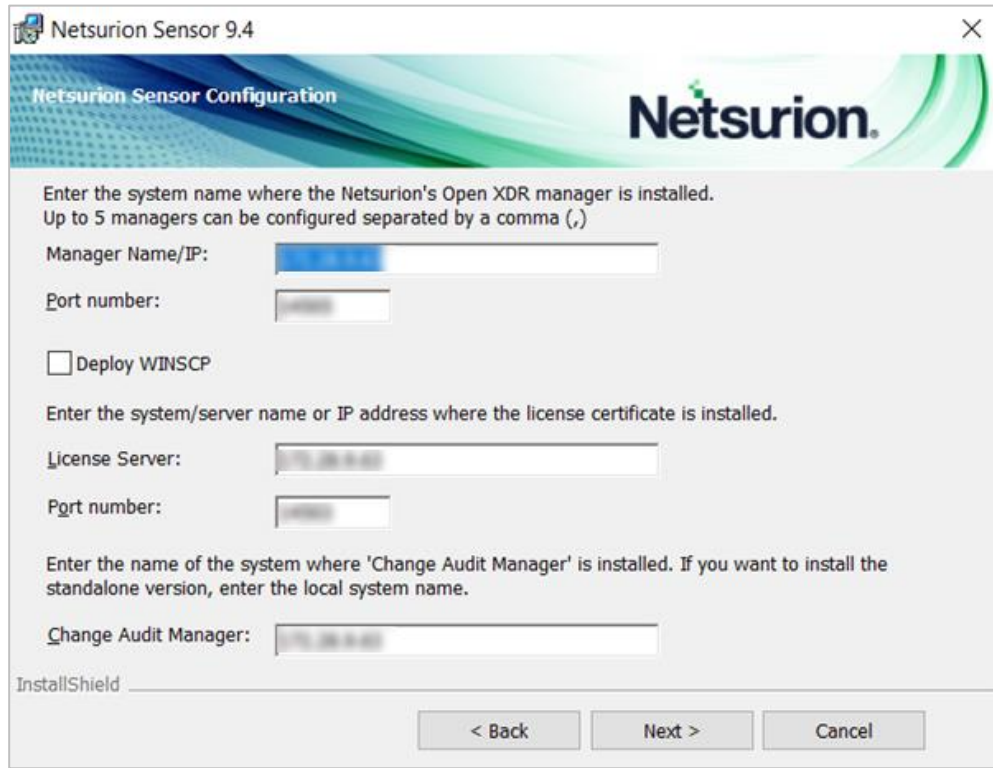 Netsurion Sensor 9.4
Netsurion Sensor Configuration
Netsurion.
Enter the system name where the Netsurion's Open XDR manager is installed.
Up to 5 managers can be configured separated by a comma (,)
Manager Name/IP:
Port number:
Deploy WINSCP
Enter the system/server name or IP address where the license certificate is installed.
License Server:
Port number:
Enter the name of the system where 'Change Audit Manager' is installed. If you want to install the
standalone version, enter the local system name.
Change Audit Manager:
InstallShield
< Back Next > Cancel